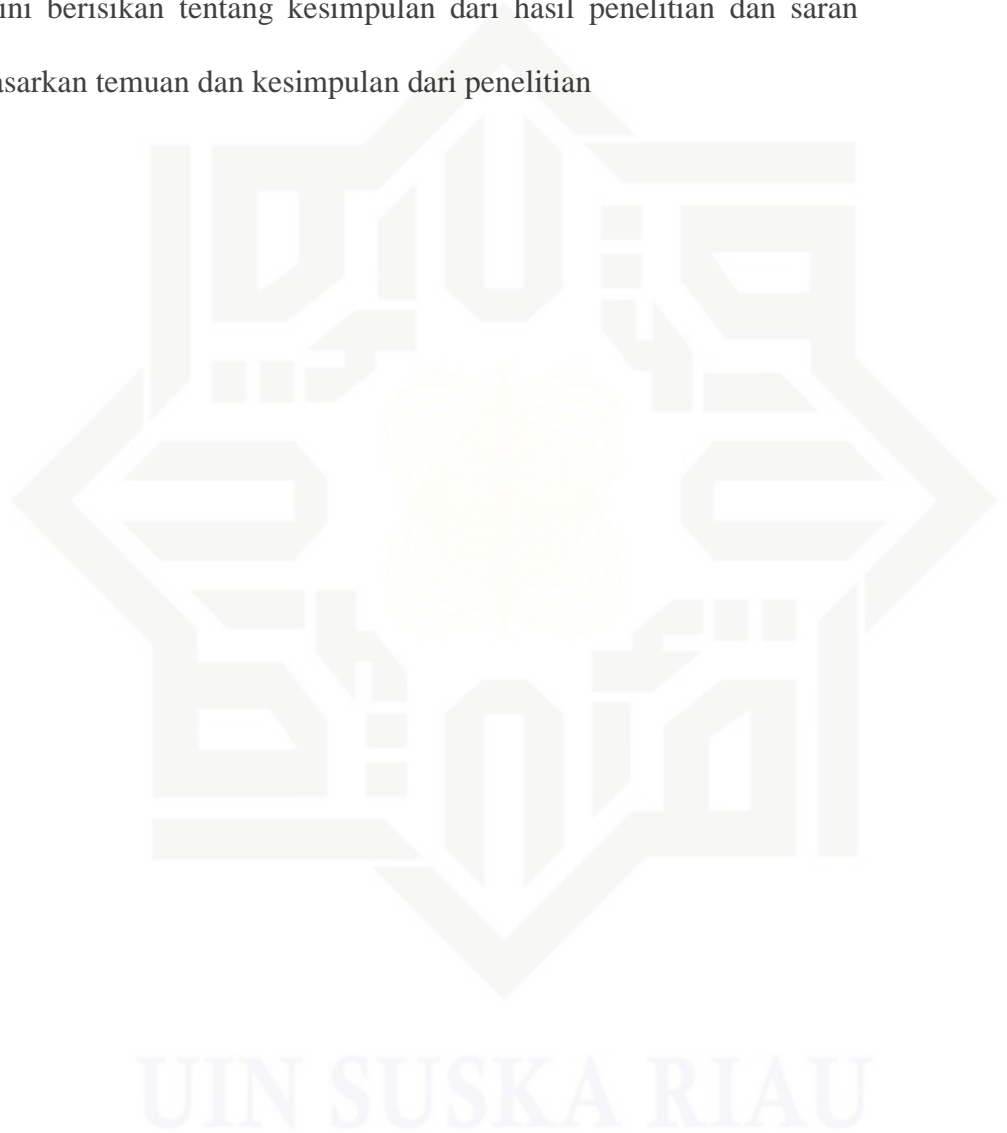 ini berisikan tentang kesimpulan dari hasil penelitian dan saran
asarkan temuan dan kesimpulan dari penelitian
UIN SUSKA RIAU